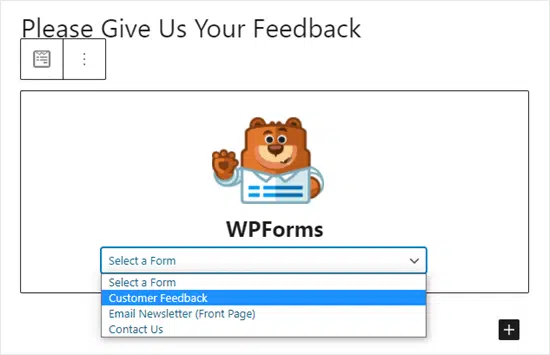 Please Give Us Your Feedback
WPForms
Select a Form
Select a Form
Customer Feedback
Email Newsletter (Front Page)
Contact Us